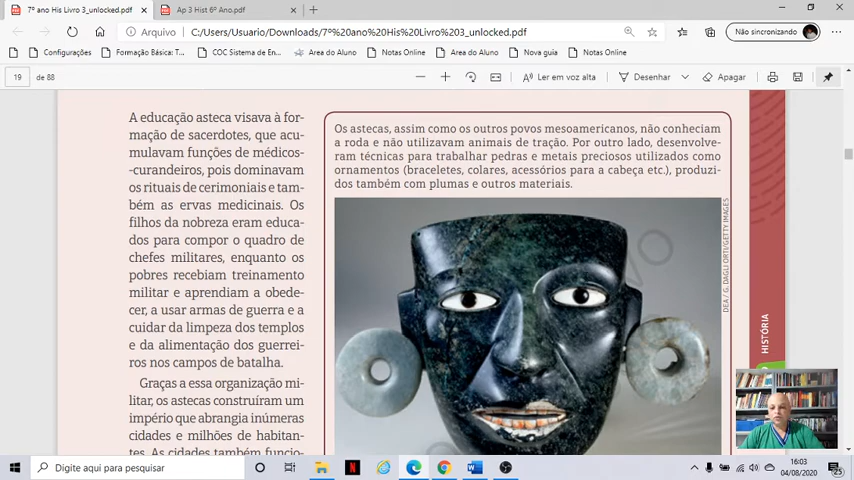 7º ano His Livro 3_unlocked.pdf
Ap 3 Hist 6º Ano.pdf
Arquivo
C:/Users/Usuario/Downloads/7º%20ano%20His%20Livro%203_unlocked.pdf
Não sincronizando
Configurações
Formação Básica: T...
COC Sistema de En...
Area do Aluno
Notas Online
Area do Aluno
Nova guia
Notas Online
19
de 88
Ler em voz alta
Desenhar
Apagar
A educação asteca visava à for-
mação de sacerdotes, que acu-
mulavam funções de médicos-
-curandeiros, pois dominavam
os rituais de cerimoniais e tam-
bém as ervas medicinais. Os
filhos da nobreza eram educa-
dos para compor o quadro de
chefes militares, enquanto os
pobres recebiam treinamento
militar e aprendiam a obede-
cer, a usar armas de guerra e a
cuidar da limpeza dos templos
e da alimentação dos guerrei-
ros nos campos de batalha.
Graças a essa organização mi-
litar, os astecas construíram um
império que abrangia inúmeras
cidades e milhões de habitan-
tes. As cidades também funcio-
Os astecas, assim como os outros povos mesoamericanos, não conheciam
a roda e não utilizavam animais de tração. Por outro lado, desenvolve-
ram técnicas para trabalhar pedras e metais preciosos utilizados como
ornamentos (braceletes, colares, acessórios para a cabeça etc.), produzi-
dos também com plumas e outros materiais.
DEA / G. DAGLI ORTI/GETTY IMAGES
HISTÓRIA
Digite aqui para pesquisar
16:03
04/08/2020
25